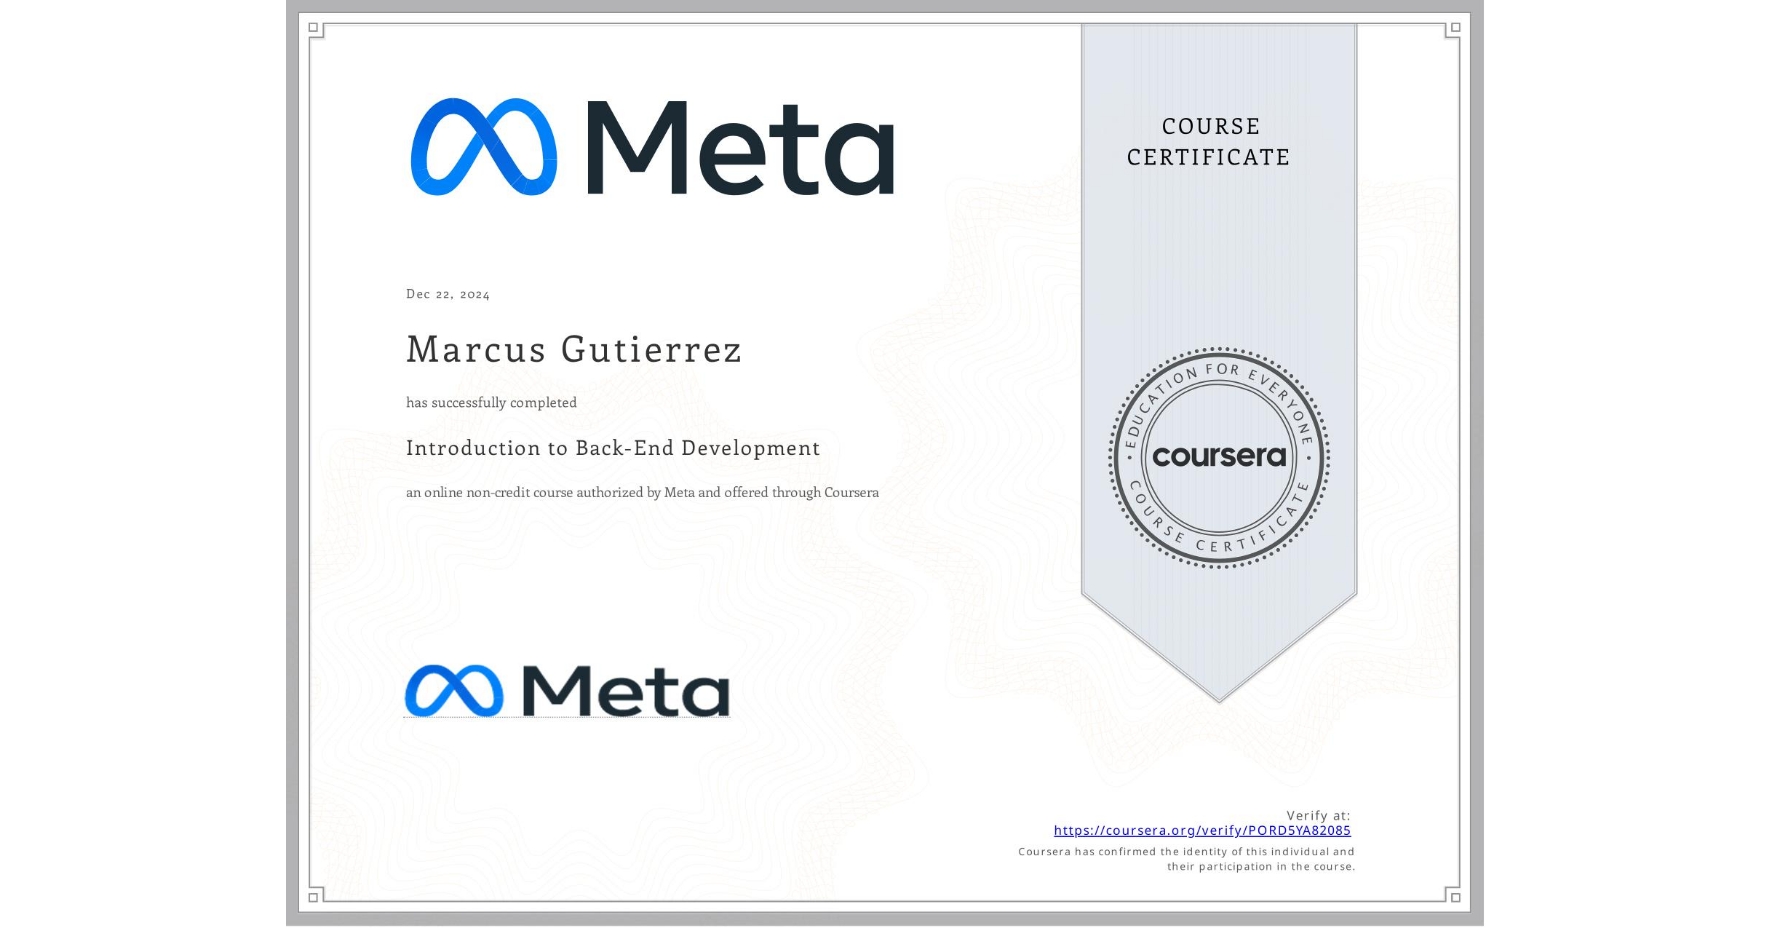 Meta
COURSE
CERTIFICATE
Dec 22, 2024
Marcus Gutierrez
has successfully completed
Introduction to Back-End Development
an online non-credit course authorized by Meta and offered through Coursera
EDUCATION FOR EVERYONE
coursera
COURSE CERTIFICATE
Meta
Verify at:
https://coursera.org/verify/PORD5YA82085
Coursera has confirmed the identity of this individual and
their participation in the course.